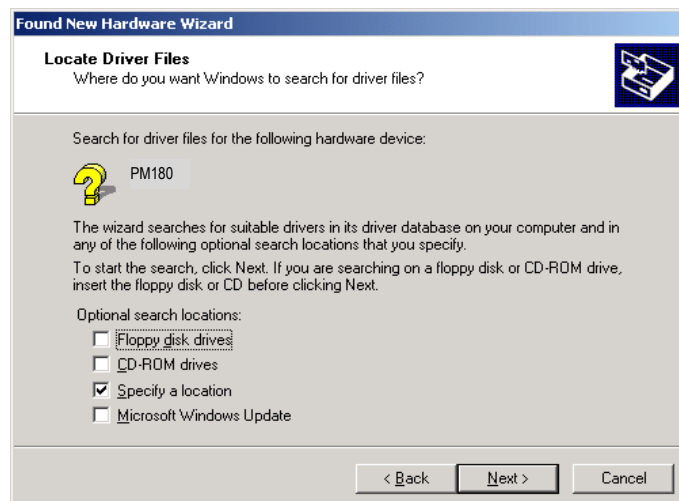 Found New Hardware Wizard
Locate Driver Files
Where do you want Windows to search for driver files?
Search for driver files for the following hardware device:
PM180
The wizard searches for suitable drivers in its driver database on your computer and in
any of the following optional search locations that you specify.
To start the search, click Next. If you are searching on a floppy disk or CD-ROM drive,
insert the floppy disk or CD before clicking Next.
Optional search locations:
Floppy disk drives
CD-ROM drives
Specify a location
Microsoft Windows Update
< Back
Next >
Cancel